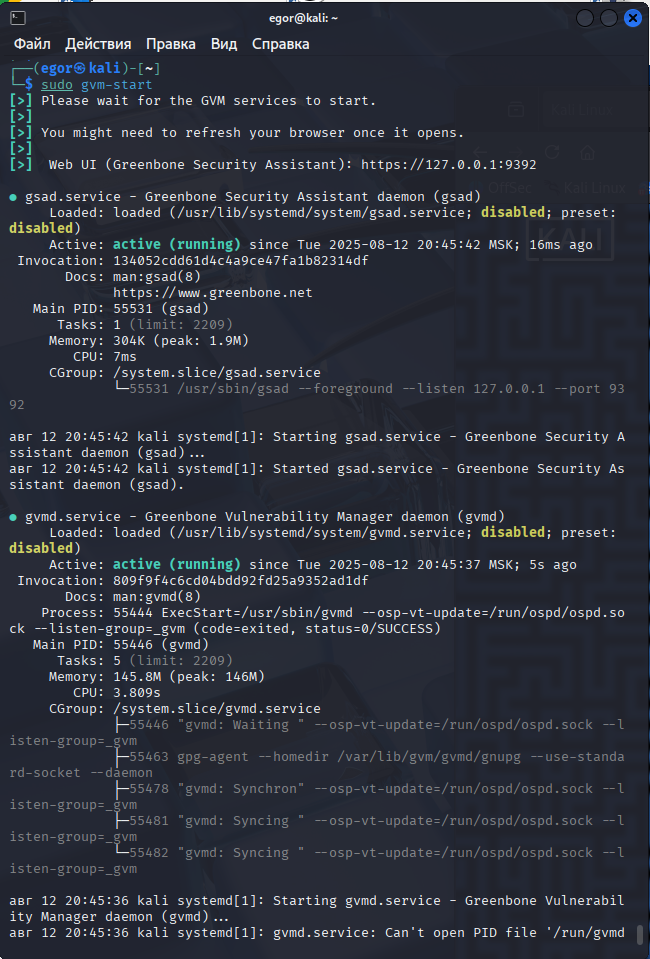 egor@kali: ~
Файл Действия Правка Вид Справка
┌──(egor㉿kali)-[~]
└─$ sudo gvm-start
[>] Please wait for the GVM services to start.
[>]
[>] You might need to refresh your browser once it opens.
[>]
[>]  Web UI (Greenbone Security Assistant): https://127.0.0.1:9392
● gsad.service - Greenbone Security Assistant daemon (gsad)
Loaded: loaded (/usr/lib/systemd/system/gsad.service; disabled; preset:
disabled)
Active: active (running) since Tue 2025-08-12 20:45:42 MSK; 16ms ago
Invocation: 134052cdd61d4c4a9ce47fa1b82314df
Docs: man:gsad(8)
https://www.greenbone.net
Main PID: 55531 (gsad)
Tasks: 1 (limit: 2209)
Memory: 304K (peak: 1.9M)
CPU: 7ms
CGroup: /system.slice/gsad.service
└─55531 /usr/sbin/gsad --foreground --listen 127.0.0.1 --port 93
92
авг 12 20:45:42 kali systemd[1]: Starting gsad.service - Greenbone Security A
ssistant daemon (gsad)...
авг 12 20:45:42 kali systemd[1]: Started gsad.service - Greenbone Security As
sistant daemon (gsad).
● gvmd.service - Greenbone Vulnerability Manager daemon (gvmd)
Loaded: loaded (/usr/lib/systemd/system/gvmd.service; disabled; preset:
disabled)
Active: active (running) since Tue 2025-08-12 20:45:37 MSK; 5s ago
Invocation: 809f9f4c6cd04bdd92fd25a9352ad1df
Docs: man:gvmd(8)
Process: 55444 ExecStart=/usr/sbin/gvmd --osp-vt-update=/run/ospd/ospd.so
ck --listen-group=_gvm (code=exited, status=0/SUCCESS)
Main PID: 55446 (gvmd)
Tasks: 5 (limit: 2209)
Memory: 145.8M (peak: 146M)
CPU: 3.809s
CGroup: /system.slice/gvmd.service
├─55446 "gvmd: Waiting " --osp-vt-update=/run/ospd/ospd.sock --l
isten-group=_gvm
├─55463 gpg-agent --homedir /var/lib/gvm/gvmd/gnupg --use-standa
rd-socket --daemon
├─55478 "gvmd: Synchron" --osp-vt-update=/run/ospd/ospd.sock --l
isten-group=_gvm
├─55481 "gvmd: Syncing " --osp-vt-update=/run/ospd/ospd.sock --l
isten-group=_gvm
└─55482 "gvmd: Syncing " --osp-vt-update=/run/ospd/ospd.sock --l
isten-group=_gvm
авг 12 20:45:36 kali systemd[1]: Starting gvmd.service - Greenbone Vulnerabil
ity Manager daemon (gvmd)...
авг 12 20:45:36 kali systemd[1]: gvmd.service: Can't open PID file '/run/gvmd
Kali Linux
OffSec
Kali Linux
KALI